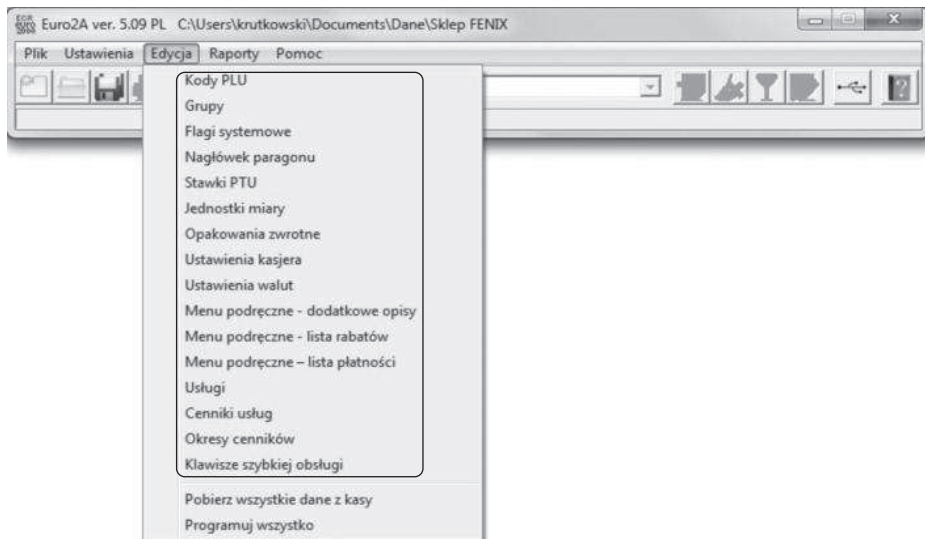 Euro2A ver. 5.09 PL C:\Users\krutkowski\Documents\Dane\Sklep FENIX
Plik Ustawienia Edycja Raporty Pomoc
Kody PLU
Grupy
Flagi systemowe
Nagłówek paragonu
Stawki PTU
Jednostki miary
Opakowania zwrotne
Ustawienia kasjera
Ustawienia walut
Menu podręczne - dodatkowe opisy
Menu podręczne - lista rabatów
Menu podręczne – lista płatności
Usługi
Cenniki usług
Okresy cenników
Klawisze szybkiej obsługi
Pobierz wszystkie dane z kasy
Programuj wszystko